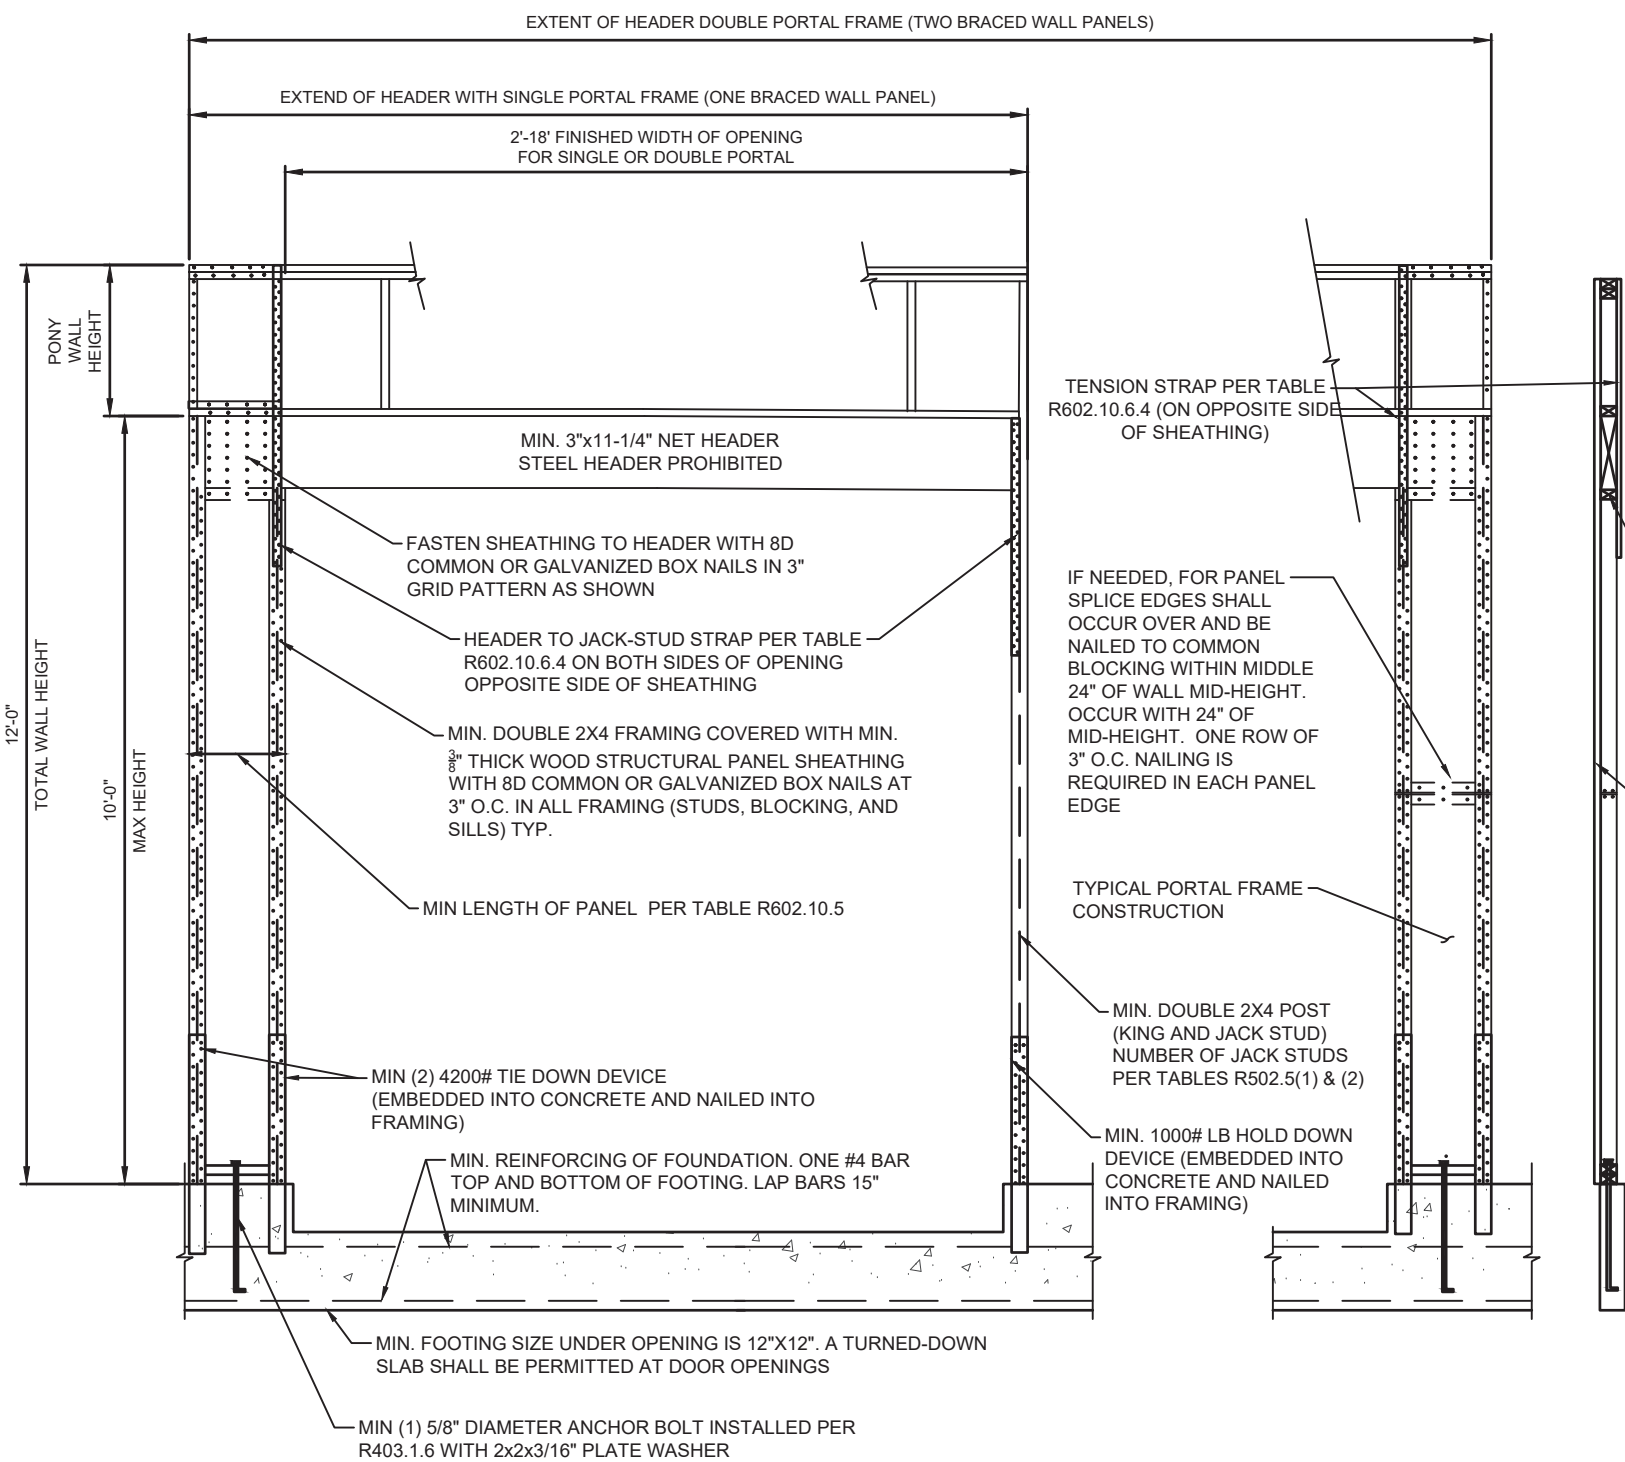 EXTENT OF HEADER DOUBLE PORTAL FRAME (TWO BRACED WALL PANELS)
EXTEND OF HEADER WITH SINGLE PORTAL FRAME (ONE BRACED WALL PANEL)
2'-18' FINISHED WIDTH OF OPENING
FOR SINGLE OR DOUBLE PORTAL
PONY
WALL
HEIGHT
12'-0"
TOTAL WALL HEIGHT
10'-0"
MAX HEIGHT
MIN. 3"x11-1/4" NET HEADER
STEEL HEADER PROHIBITED
TENSION STRAP PER TABLE
R602.10.6.4 (ON OPPOSITE SIDE
OF SHEATHING)
FASTEN SHEATHING TO HEADER WITH 8D
COMMON OR GALVANIZED BOX NAILS IN 3"
GRID PATTERN AS SHOWN
HEADER TO JACK-STUD STRAP PER TABLE
R602.10.6.4 ON BOTH SIDES OF OPENING
OPPOSITE SIDE OF SHEATHING
IF NEEDED, FOR PANEL
SPLICE EDGES SHALL
OCCUR OVER AND BE
NAILED TO COMMON
BLOCKING WITHIN MIDDLE
24" OF WALL MID-HEIGHT.
OCCUR WITH 24" OF
MID-HEIGHT. ONE ROW OF
3" O.C. NAILING IS
REQUIRED IN EACH PANEL
EDGE
MIN. DOUBLE 2X4 FRAMING COVERED WITH MIN.
3/8" THICK WOOD STRUCTURAL PANEL SHEATHING
WITH 8D COMMON OR GALVANIZED BOX NAILS AT
3" O.C. IN ALL FRAMING (STUDS, BLOCKING, AND
SILLS) TYP.
MIN LENGTH OF PANEL PER TABLE R602.10.5
TYPICAL PORTAL FRAME
CONSTRUCTION
MIN. DOUBLE 2X4 POST
(KING AND JACK STUD)
NUMBER OF JACK STUDS
PER TABLES R502.5(1) & (2)
MIN (2) 4200# TIE DOWN DEVICE
(EMBEDDED INTO CONCRETE AND NAILED INTO
FRAMING)
MIN. 1000# LB HOLD DOWN
DEVICE (EMBEDDED INTO
CONCRETE AND NAILED
INTO FRAMING)
MIN. REINFORCING OF FOUNDATION. ONE #4 BAR
TOP AND BOTTOM OF FOOTING. LAP BARS 15"
MINIMUM.
MIN. FOOTING SIZE UNDER OPENING IS 12"X12". A TURNED-DOWN
SLAB SHALL BE PERMITTED AT DOOR OPENINGS
MIN (1) 5/8" DIAMETER ANCHOR BOLT INSTALLED PER
R403.1.6 WITH 2x2x3/16" PLATE WASHER